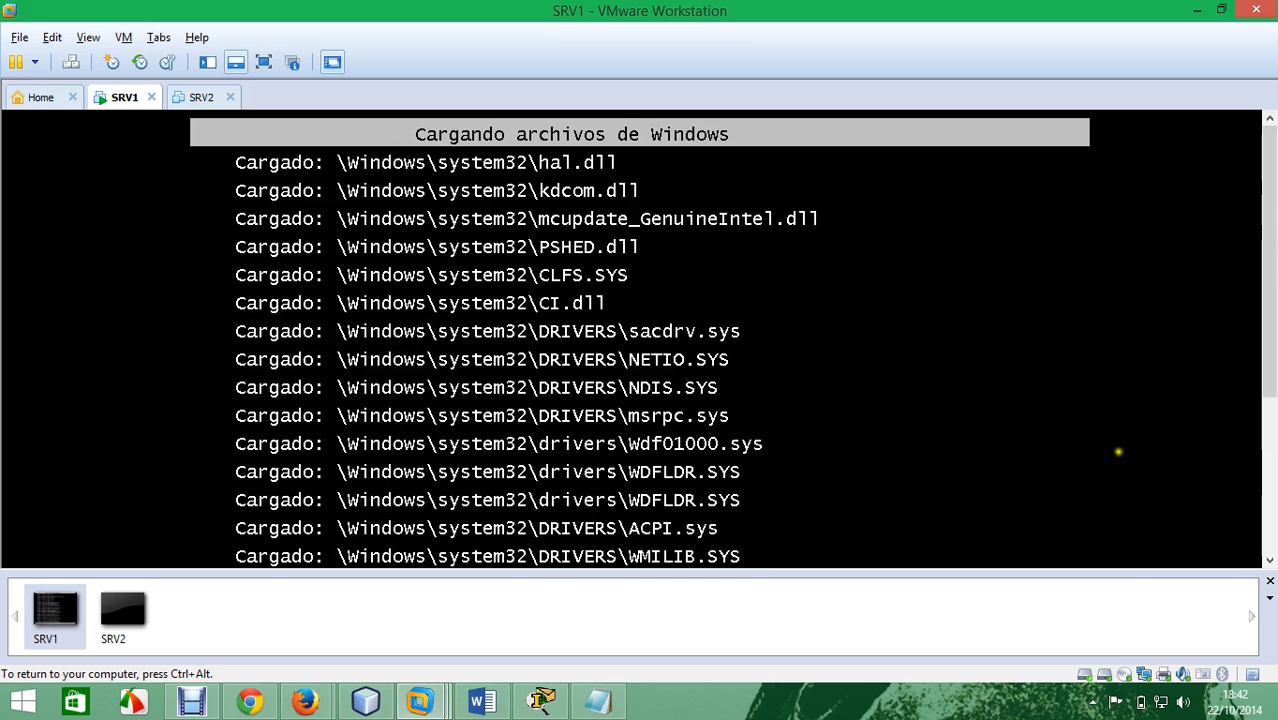 SRV1 - VMware Workstation
File Edit View VM Tabs Help
Home SRV1 SRV2
Cargando archivos de Windows
Cargado: \Windows\system32\hal.dll
Cargado: \Windows\system32\kdcom.dll
Cargado: \Windows\system32\mcupdate_GenuineIntel.dll
Cargado: \Windows\system32\PSHED.dll
Cargado: \Windows\system32\CLFS.SYS
Cargado: \Windows\system32\CI.dll
Cargado: \Windows\system32\DRIVERS\sacdrv.sys
Cargado: \Windows\system32\DRIVERS\NETIO.SYS
Cargado: \Windows\system32\DRIVERS\NDIS.SYS
Cargado: \Windows\system32\DRIVERS\msrpc.sys
Cargado: \Windows\system32\drivers\Wdf01000.sys
Cargado: \Windows\system32\drivers\WDFLDR.SYS
Cargado: \Windows\system32\drivers\WDFLDR.SYS
Cargado: \Windows\system32\DRIVERS\ACPI.sys
Cargado: \Windows\system32\DRIVERS\WMILIB.SYS
SRV1 SRV2
To return to your computer, press Ctrl+Alt.
18:42
22/10/2014